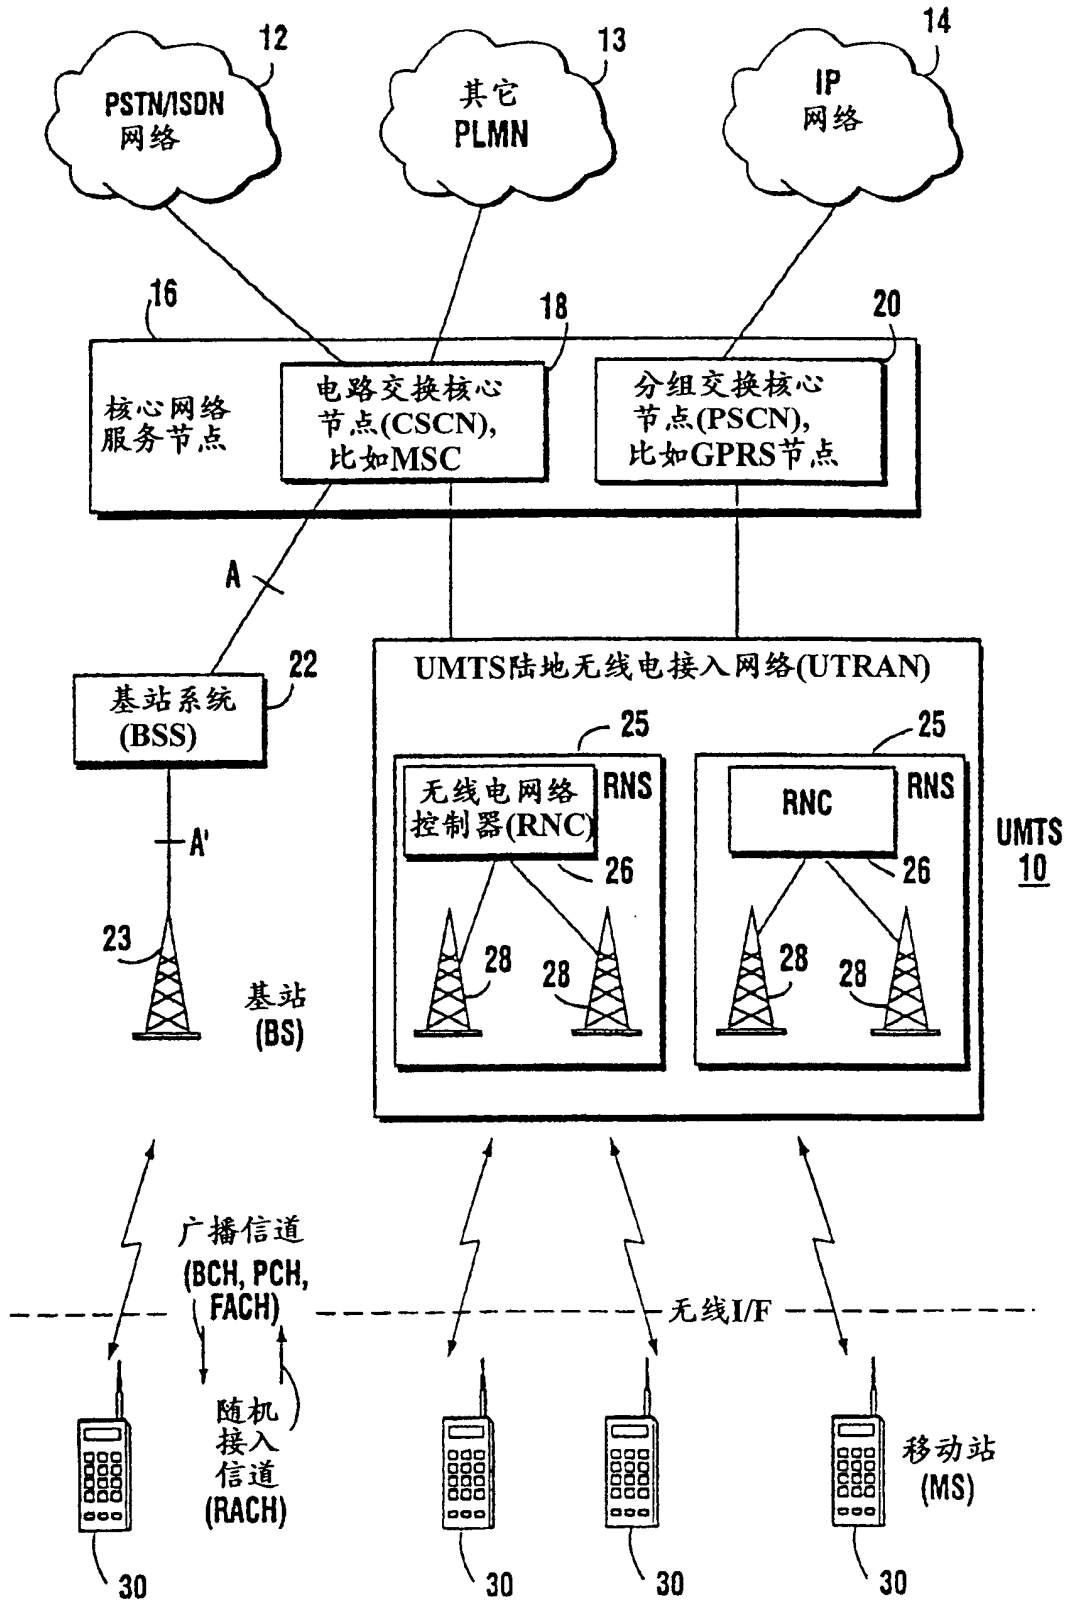 12
PSTN/ISDN
网络
13
其它
PLMN
14
IP
网络
16
18
20
核心网络
服务节点
电路交换核心
节点(CSCN),
比如MSC
分组交换核心
节点(PSCN),
比如GPRS节点
A
22
基站系统
(BSS)
A'
23
基站
(BS)
UMTS陆地无线电接入网络(UTRAN)
25
RNS
无线电网络
控制器(RNC)
26
28
28
25
RNS
RNC
26
28
28
UMTS
10
广播信道
(BCH, PCH,
FACH)
无线I/F
随机
接入
信道
(RACH)
移动站
(MS)
30
30
30
30